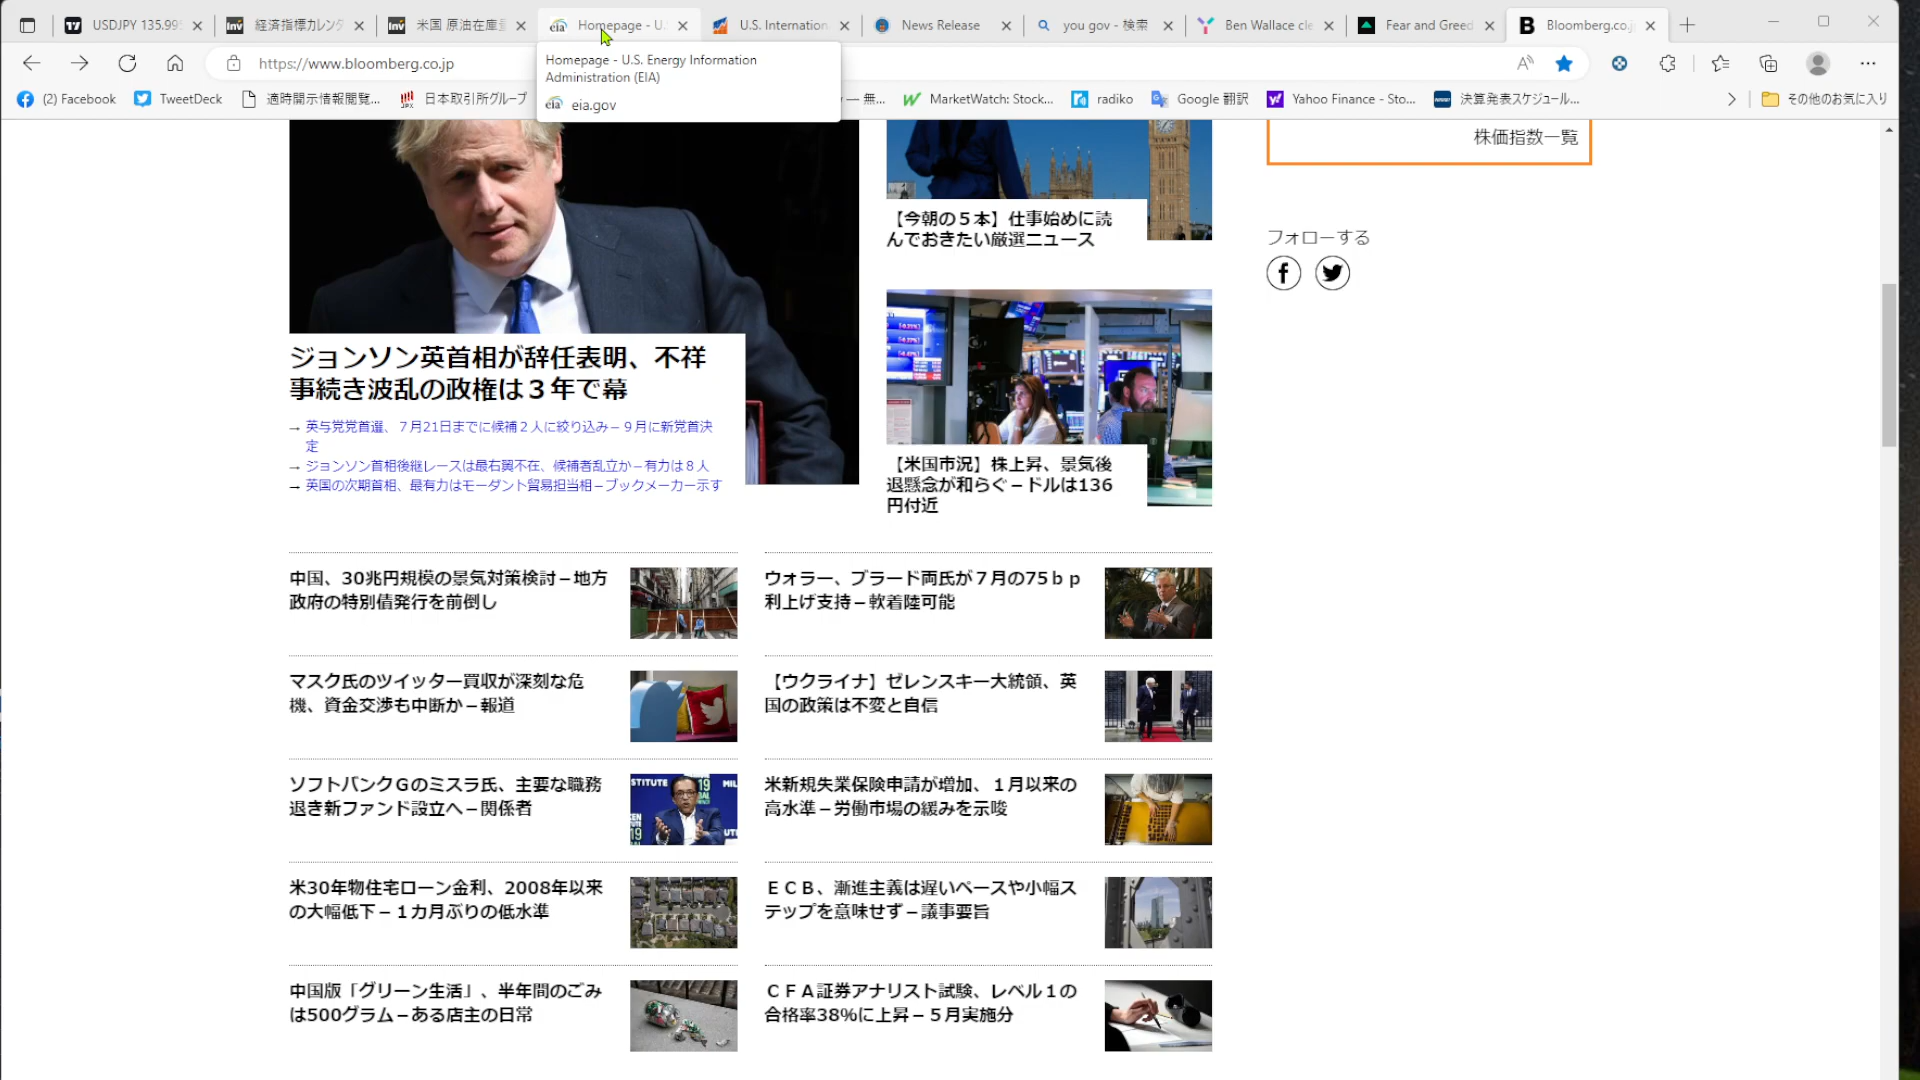 USDJPY 135.99
経済指標カレンダ
米国 原油在庫量
Homepage - U.
U.S. Internation
News Release
you gov - 検索
Ben Wallace cle
Fear and Greed
Bloomberg.co.j
https://www.bloomberg.co.jp
Homepage - U.S. Energy Information
Administration (EIA)
eia.gov
(2) Facebook
TweetDeck
適時開示情報閲覧...
日本取引所グループ
— 無...
MarketWatch: Stock...
radiko
Google 翻訳
Yahoo Finance - Sto...
決算発表スケジュール...
その他のお気に入り
株価指数一覧
フォローする
【今朝の5本】仕事始めに読
んでおきたい厳選ニュース
ジョンソン英首相が辞任表明、不祥
事続き波乱の政権は3年で幕
→ 英与党党首選、7月21日までに候補2人に絞り込み－9月に新党首決
定
→ ジョンソン首相後継レースは最右翼不在、候補者乱立か－有力は8人
→ 英国の次期首相、最有力はモーダント貿易担当相－ブックメーカー示す
【米国市況】株上昇、景気後
退懸念が和らぐ－ドルは136
円付近
中国、30兆円規模の景気対策検討－地方
政府の特別債発行を前倒し
ウォラー、ブラード両氏が7月の75ｂｐ
利上げ支持－軟着陸可能
マスク氏のツイッター買収が深刻な危
機、資金交渉も中断か－報道
【ウクライナ】ゼレンスキー大統領、英
国の政策は不変と自信
ソフトバンクＧのミスラ氏、主要な職務
退き新ファンド設立へ－関係者
米新規失業保険申請が増加、1月以来の
高水準－労働市場の緩みを示唆
米30年物住宅ローン金利、2008年以来
の大幅低下－1カ月ぶりの低水準
ＥＣＢ、漸進主義は遅いペースや小幅ス
テップを意味せず－議事要旨
中国版「グリーン生活」、半年間のごみ
は500グラム－ある店主の日常
ＣＦＡ証券アナリスト試験、レベル1の
合格率38%に上昇－5月実施分